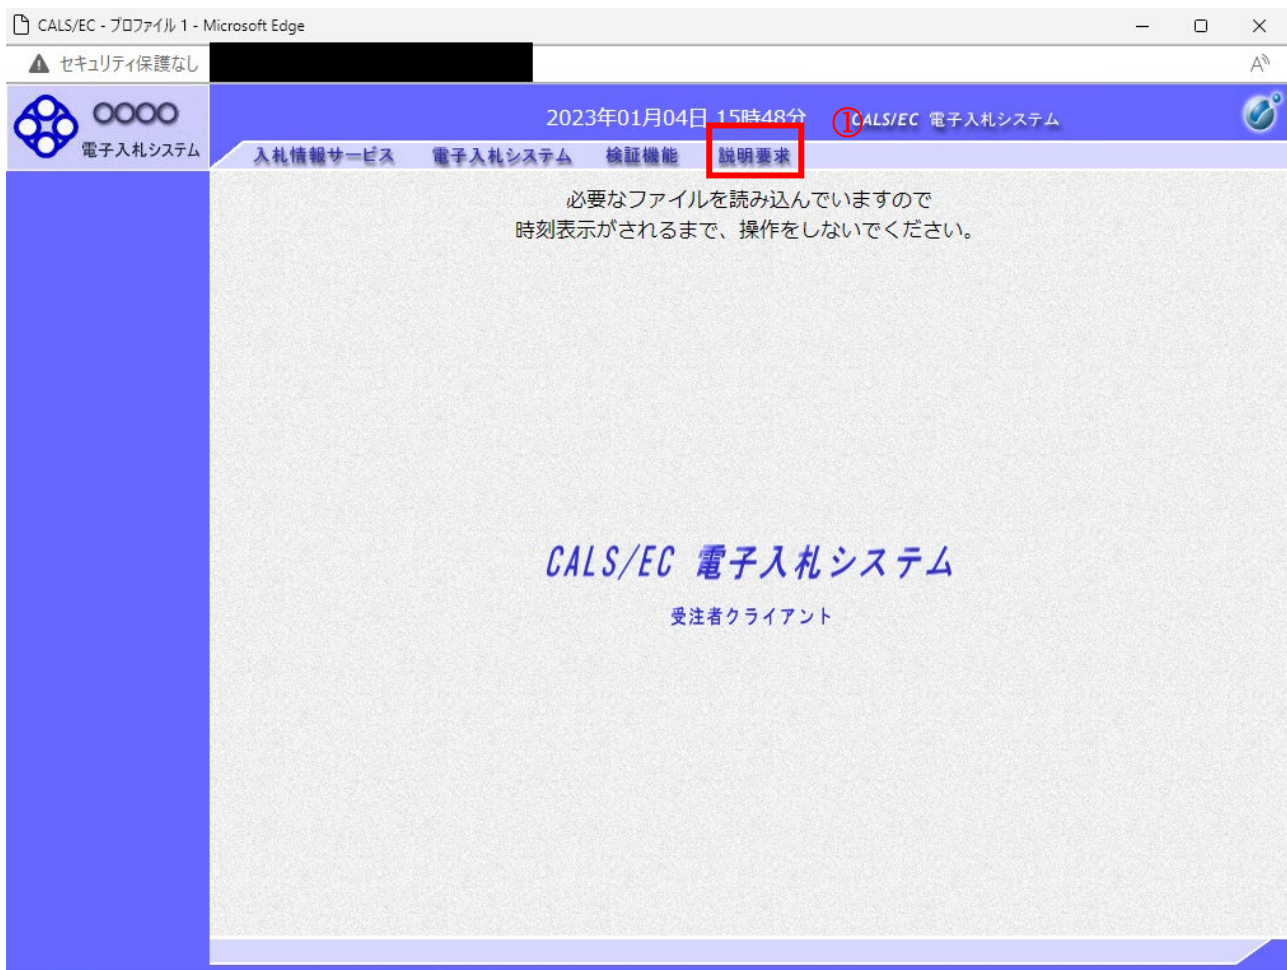 CALS/EC - プロファイル 1 - Microsoft Edge
セキュリティ保護なし
○○○○
電子入札システム
2023年01月04日 15時48分
①
CALS/EC 電子入札システム
入札情報サービス 電子入札システム 検証機能 説明要求
必要なファイルを読み込んでいますので
時刻表示がされるまで、操作をしないでください。
CALS/EC 電子入札システム
受注者クライアント